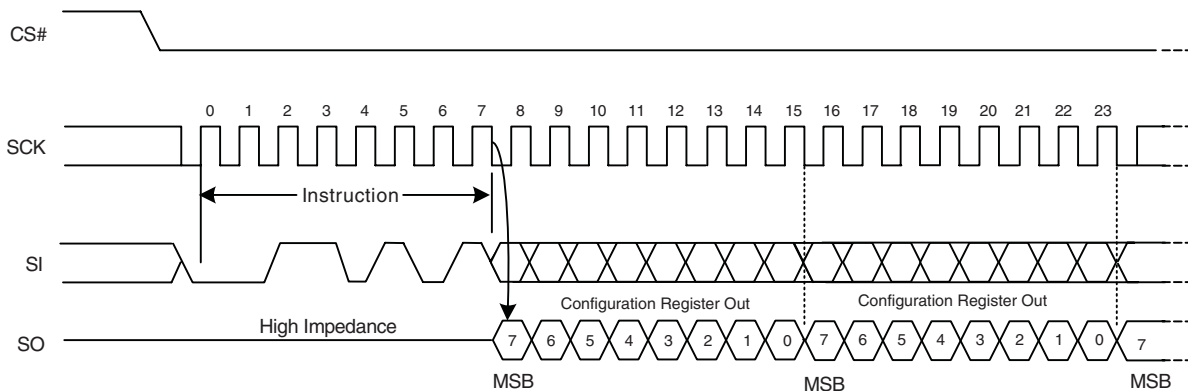 CS#
0 1 2 3 4 5 6 7 8 9 10 11 12 13 14 15 16 17 18 19 20 21 22 23
SCK
Instruction
SI
Configuration Register Out Configuration Register Out
High Impedance
SO
7 6 5 4 3 2 1 0 7 6 5 4 3 2 1 0 7
MSB MSB MSB